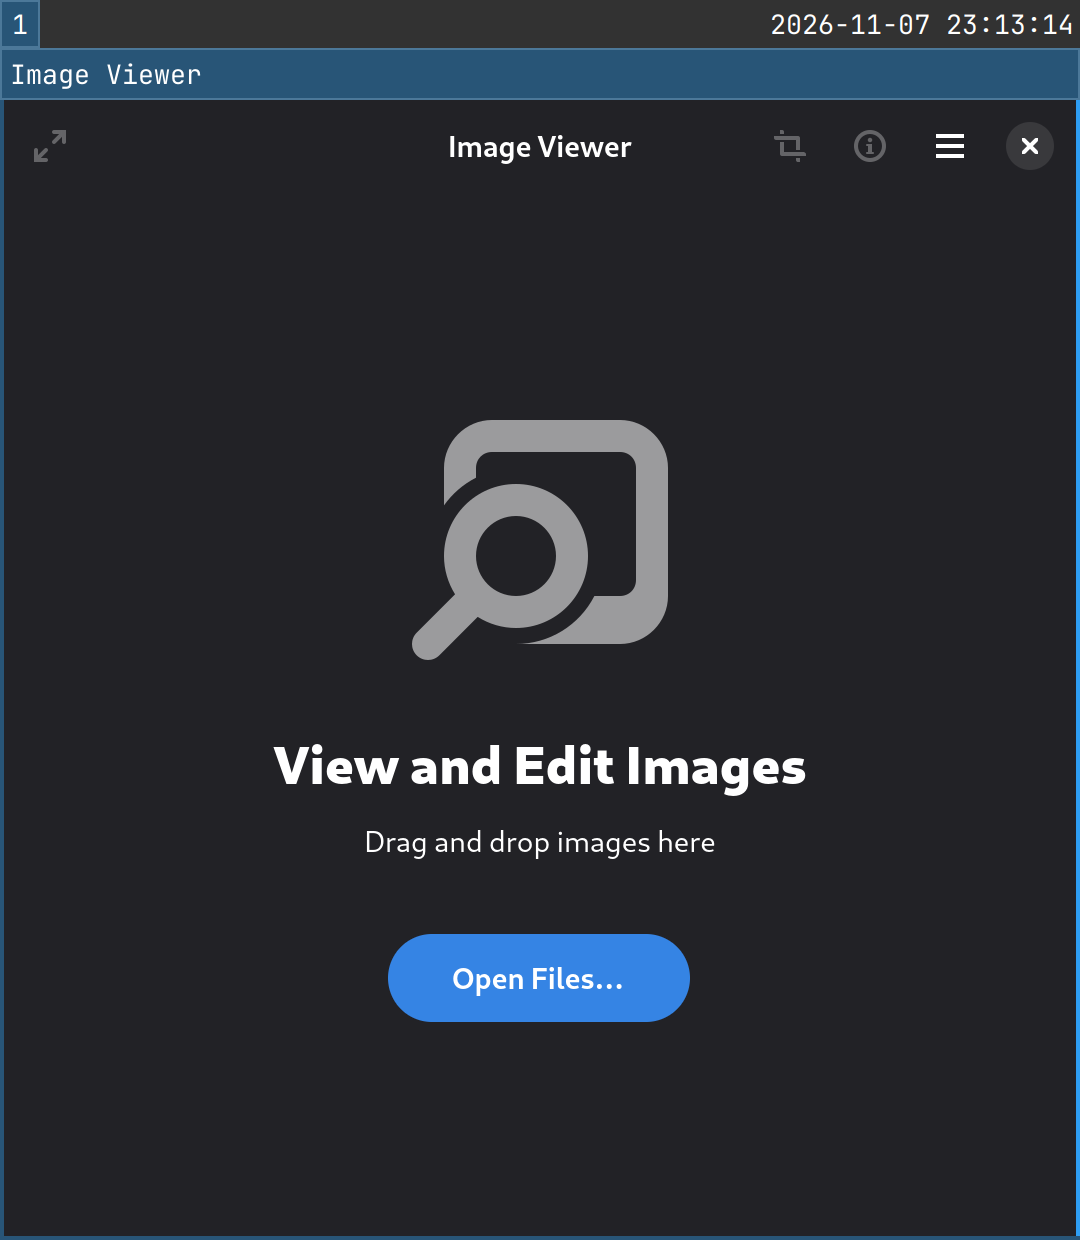 1
2026-11-07 23:13:14
Image Viewer
Image Viewer
View and Edit Images
Drag and drop images here
Open Files...